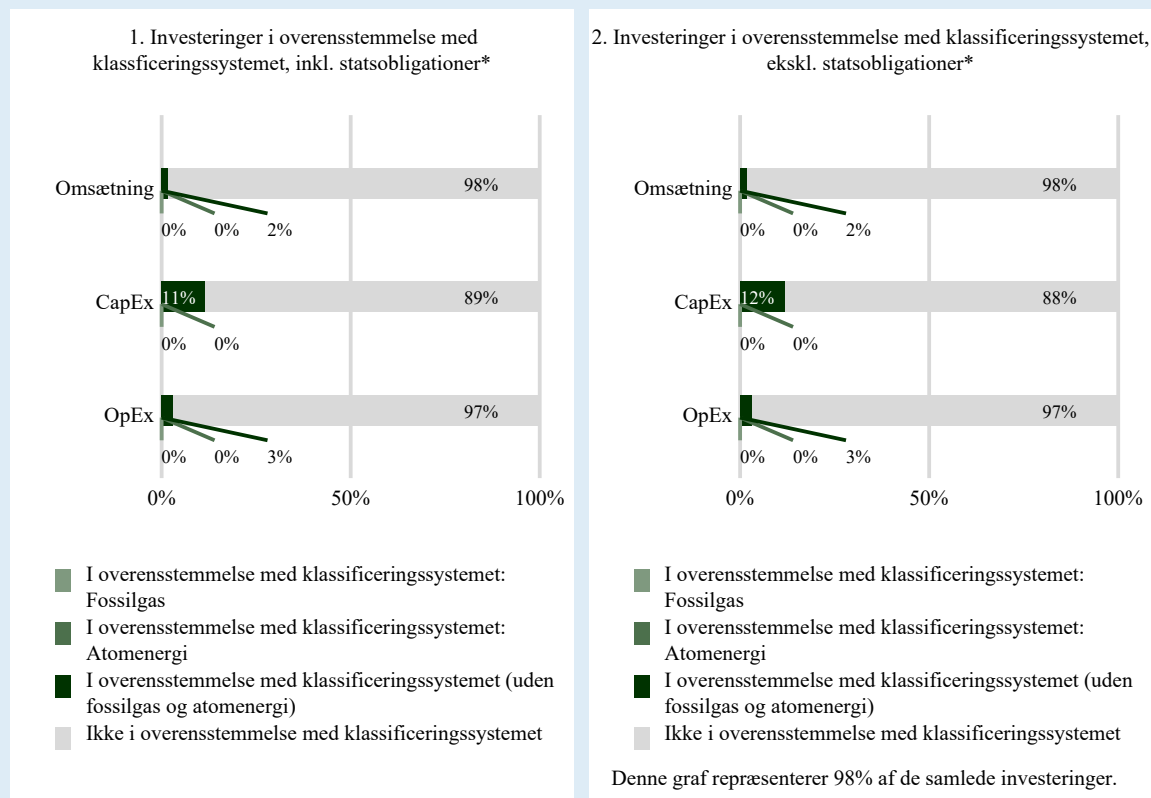 1. Investeringer i overensstemmelse med
klassficeringssystemet, inkl. statsobligationer*
Omsætning
98%
0%
0%
2%
CapEx
11%
89%
0%
0%
OpEx
97%
0%
0%
3%
0%
50%
100%
I overensstemmelse med klassificeringssystemet:
Fossilgas
I overensstemmelse med klassificeringssystemet:
Atomenergi
I overensstemmelse med klassificeringssystemet (uden
fossilgas og atomenergi)
Ikke i overensstemmelse med klassificeringssystemet
2. Investeringer i overensstemmelse med klassificeringssystemet,
ekskl. statsobligationer*
Omsætning
98%
0%
0%
2%
CapEx
12%
88%
0%
0%
OpEx
97%
0%
0%
3%
0%
50%
100%
I overensstemmelse med klassificeringssystemet:
Fossilgas
I overensstemmelse med klassificeringssystemet:
Atomenergi
I overensstemmelse med klassificeringssystemet (uden
fossilgas og atomenergi)
Ikke i overensstemmelse med klassificeringssystemet
Denne graf repræsenterer 98% af de samlede investeringer.